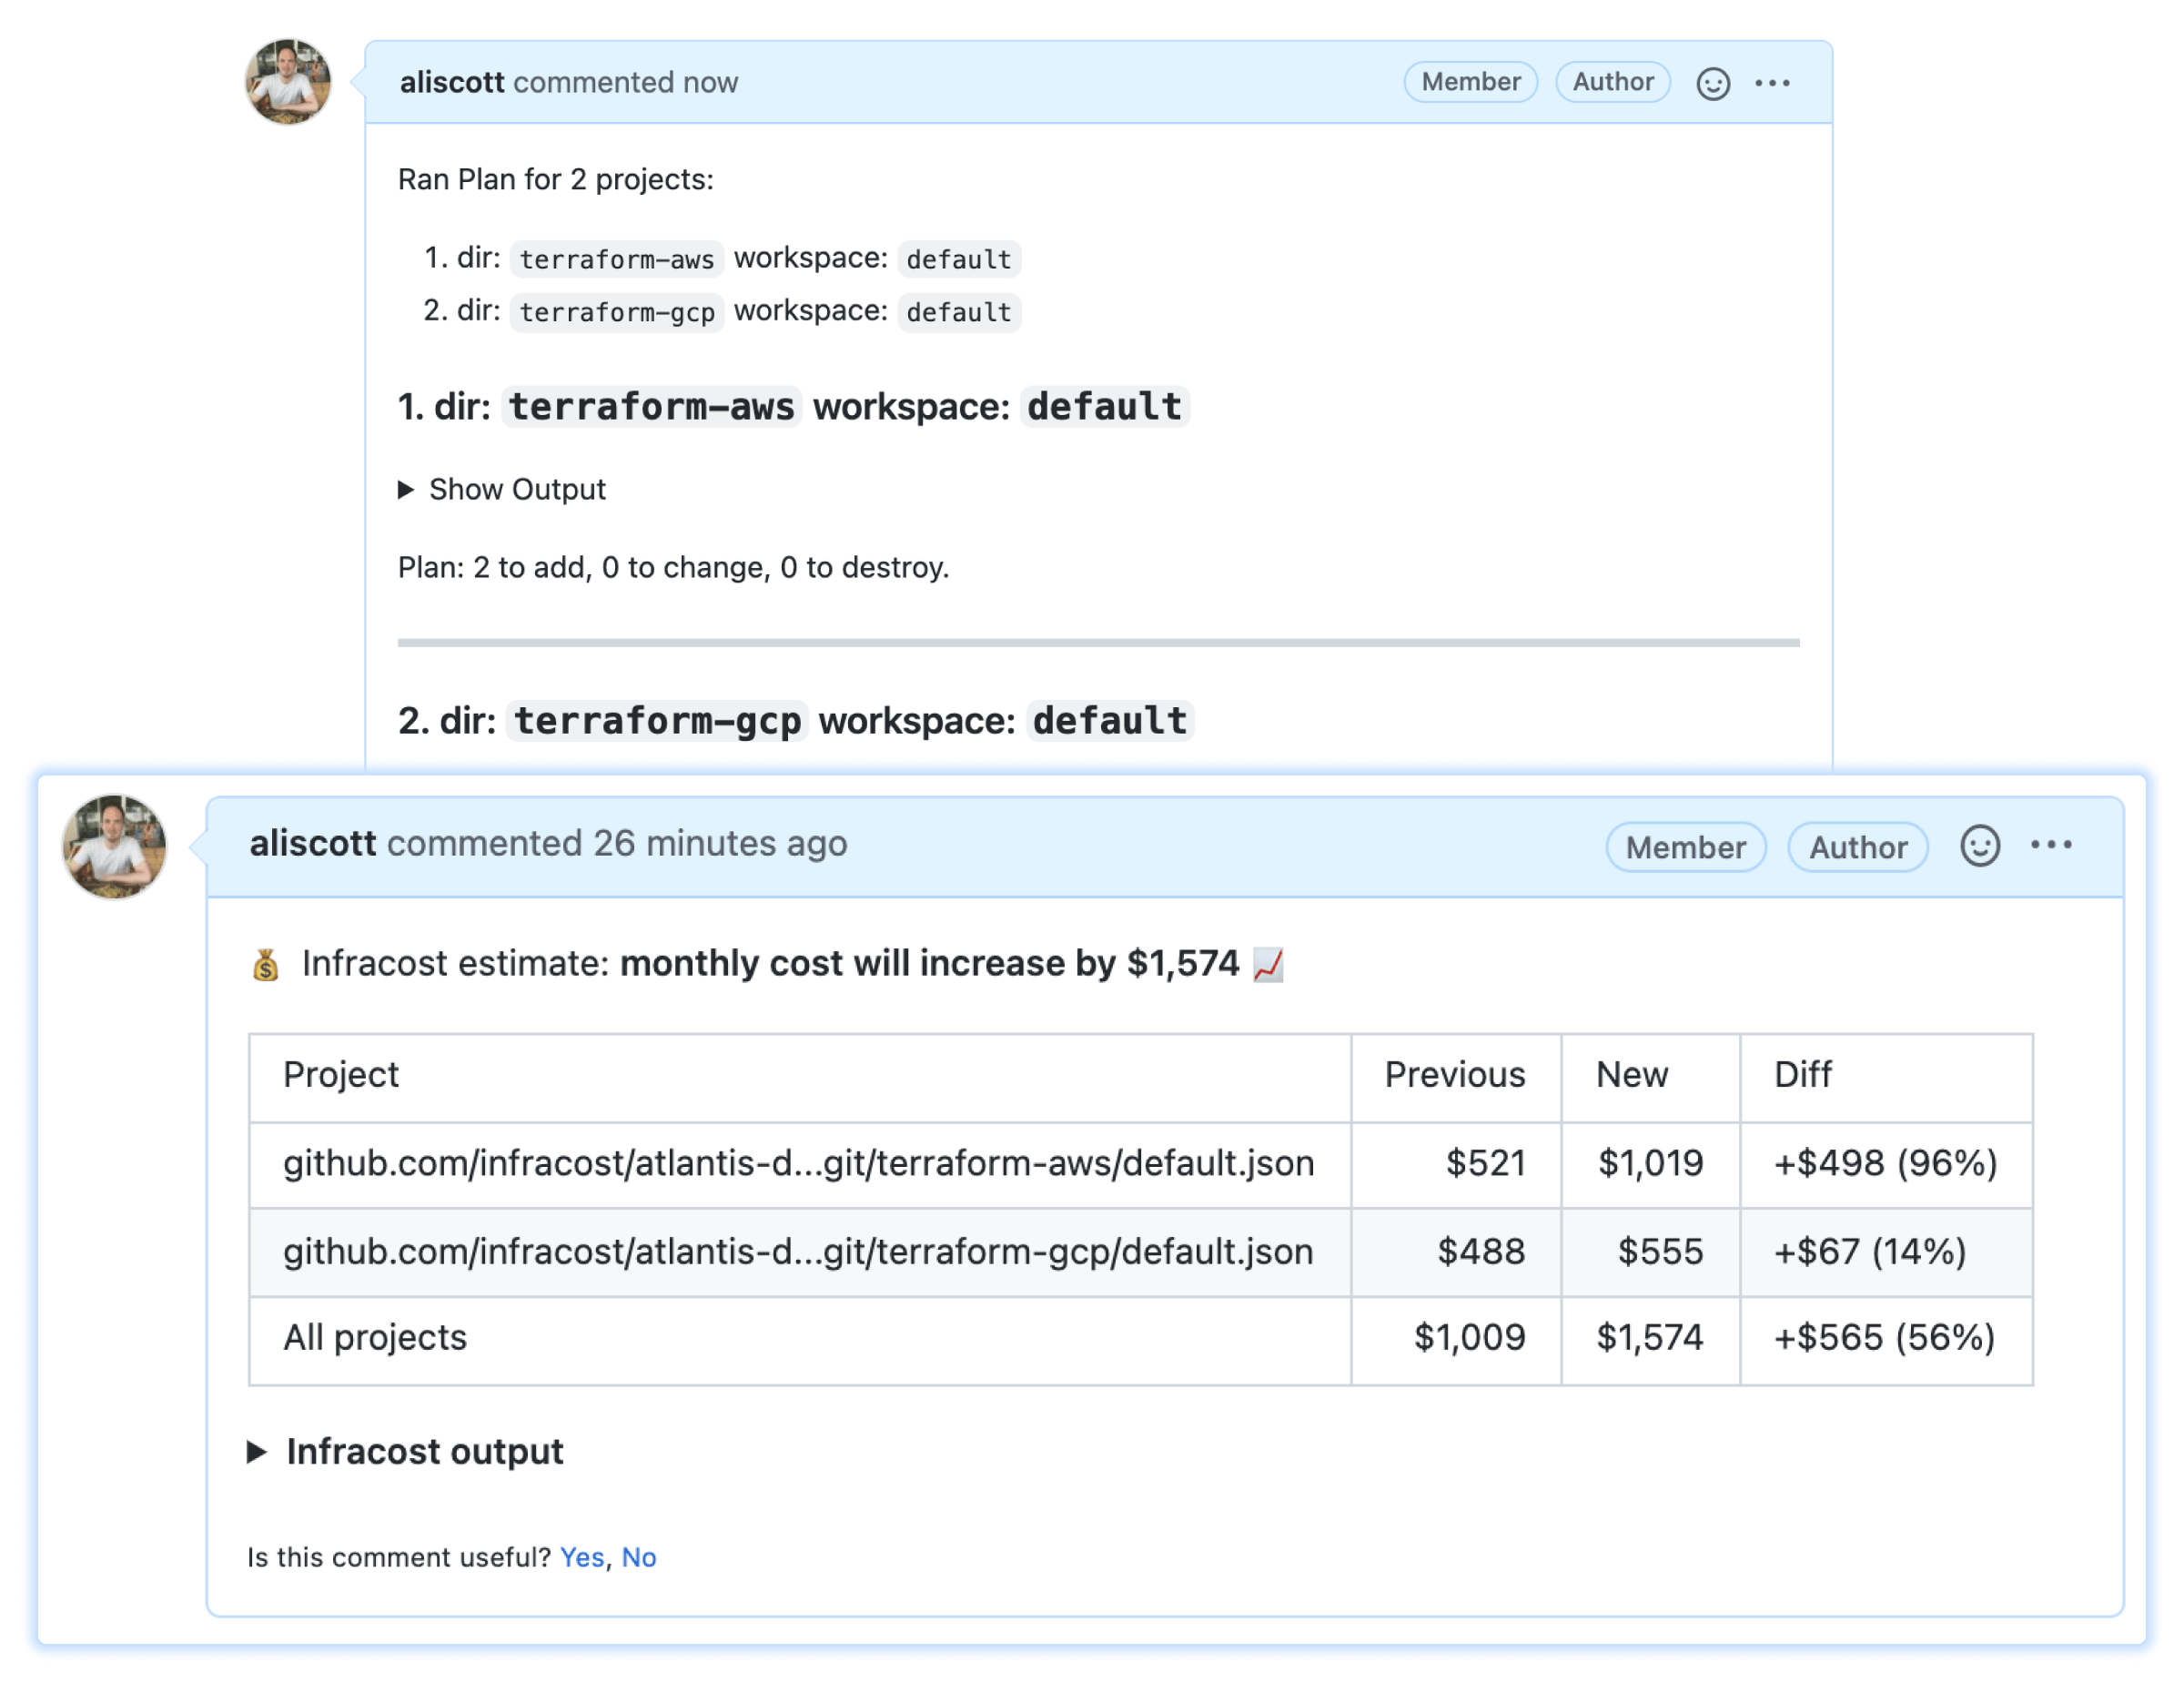 aliscott commented now Member Author
Ran Plan for 2 projects:
1. dir: terraform-aws workspace: default
2. dir: terraform-gcp workspace: default
1. dir: terraform-aws workspace: default
▶ Show Output
Plan: 2 to add, 0 to change, 0 to destroy.
2. dir: terraform-gcp workspace: default
aliscott commented 26 minutes ago Member Author
💰 Infracost estimate: monthly cost will increase by $1,574 📈
Project Previous New Diff
github.com/infracost/atlantis-d...git/terraform-aws/default.json $521 $1,019 +$498 (96%)
github.com/infracost/atlantis-d...git/terraform-gcp/default.json $488 $555 +$67 (14%)
All projects $1,009 $1,574 +$565 (56%)
▶ Infracost output
Is this comment useful? Yes, No